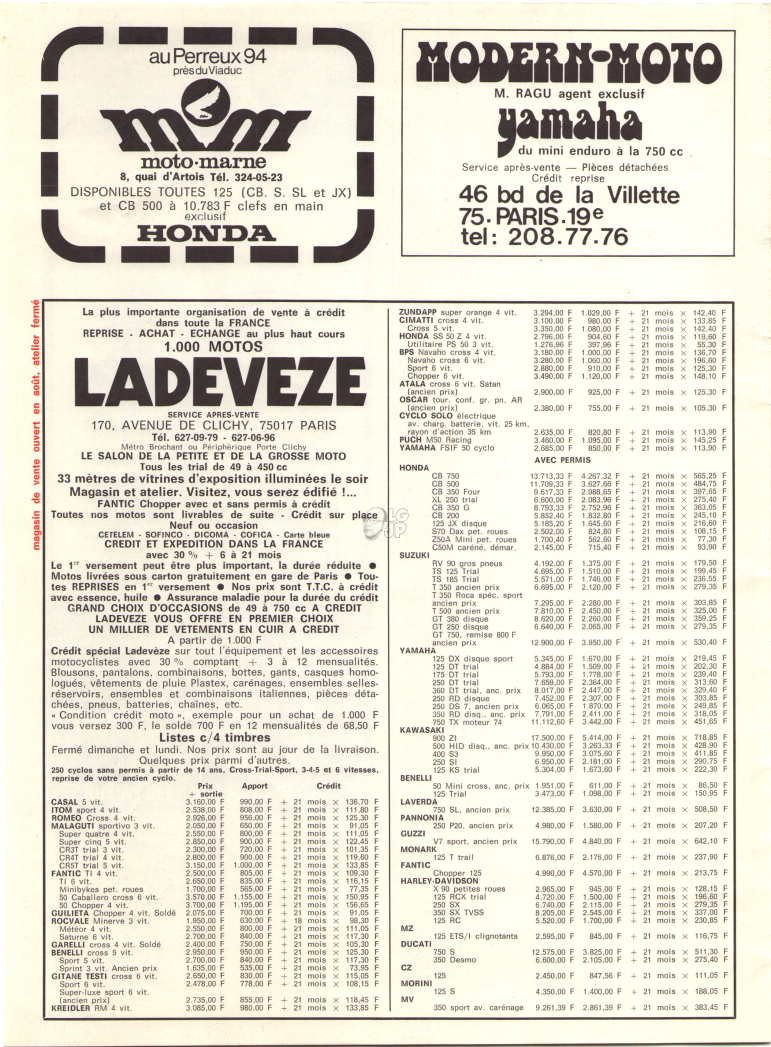 au Perreux 94
près du Viaduc
mm
moto-marne
8, quai d'Artois Tél. 324-05-23
DISPONIBLES TOUTES 125 (CB. S. SL et JX)
et CB 500 à 10.783 F clefs en main
exclusif
HONDA
MODERN-MOTO
M. RAGU agent exclusif
yamaha
du mini enduro à la 750 cc
Service après-vente — Pièces détachées
Crédit reprise
46 bd de la Villette
75. PARIS.19e
tel: 208.77.76
magasin de vente ouvert en août, atelier fermé
La plus importante organisation de vente à crédit
dans toute la FRANCE
REPRISE - ACHAT - ECHANGE au plus haut cours
1.000 MOTOS
LADEVEZE
SERVICE APRES-VENTE
170, AVENUE DE CLICHY, 75017 PARIS
Tél. 627-09-79 - 627-06-96
Métro Brochant ou Périphérique Porte Clichy
LE SALON DE LA PETITE ET DE LA GROSSE MOTO
Tous les trial de 49 à 450 cc
33 mètres de vitrines d'exposition illuminées le soir
Magasin et atelier. Visitez, vous serez édifié !...
FANTIC Chopper avec et sans permis à crédit
Toutes nos motos livrables de suite - Crédit sur place
Neuf ou occasion
CETELEM - SOFINCO - DICOMA - COFICA - Carte bleue
CREDIT ET EXPEDITION DANS LA FRANCE
avec 30 % + 6 à 21 mois
Le 1er versement peut être plus important, la durée réduite ●
Motos livrées sous carton gratuitement en gare de Paris ● Tou-
tes REPRISES en 1er versement ● Nos prix sont T.T.C. à crédit
avec essence, huile ● Assurance maladie pour la durée du crédit
GRAND CHOIX D'OCCASIONS de 49 à 750 cc A CREDIT
LADEVEZE VOUS OFFRE EN PREMIER CHOIX
UN MILLIER DE VETEMENTS EN CUIR A CREDIT
A partir de 1.000 F
Crédit spécial Ladevèze sur tout l'équipement et les accessoires
motocyclistes avec 30 % comptant + 3 à 12 mensualités.
Blousons, pantalons, combinaisons, bottes, gants, casques homo-
logués, vêtements de pluie Plastex, carénages, ensembles selles-
réservoirs, ensembles et combinaisons italiennes, pièces déta-
chées, pneus, batteries, chaînes, etc.
« Condition crédit moto », exemple pour un achat de 1.000 F
vous versez 300 F, le solde 700 F en 12 mensualités de 68,50 F
Listes c/4 timbres
Fermé dimanche et lundi. Nos prix sont au jour de la livraison.
Quelques prix parmi d'autres.
250 cyclos sans permis à partir de 14 ans, Cross-Trial-Sport, 3-4-5 et 6 vitesses,
reprise de votre ancien cyclo.
Prix Apport Crédit
+ sortie
CASAL 5 vit. 3.160,00 F 990,00 F + 21 mois × 136,70 F
ITOM sport 4 vit. 2.538,00 F 808,00 F + 21 mois × 111,80 F
ROMEO Cross 4 vit. 2.926,00 F 956,00 F + 21 mois × 125,30 F
MALAGUTI sportivo 3 vit. 2.050,00 F 650,00 F + 21 mois × 91,05 F
Super quatre 4 vit. 2.550,00 F 800,00 F + 21 mois × 111,05 F
Super cinq 5 vit. 2.850,00 F 900,00 F + 21 mois × 122,45 F
CR3T trial 3 vit. 2.300,00 F 720,00 F + 21 mois × 101,35 F
CR4T trial 4 vit. 2.800,00 F 900,00 F + 21 mois × 119,60 F
CR5T trial 5 vit. 3.150,00 F 1.000,00 F + 21 mois × 133,85 F
FANTIC TI 4 vit. 2.500,00 F 805,00 F + 21 mois × 109,30 F
TI 6 vit. 2.650,00 F 835,00 F + 21 mois × 116,15 F
Minibykes pet. roues 1.700,00 F 565,00 F + 21 mois × 77,35 F
50 Caballero cross 6 vit. 3.570,00 F 1.155,00 F + 21 mois × 150,95 F
50 Chopper 4 vit. 3.700,00 F 1.195,00 F + 21 mois × 156,65 F
GUILIETA Chopper 4 vit. Soldé 2.075,00 F 700,00 F + 21 mois × 91,05 F
ROCVALE Minerve 3 vit. 1.950,00 F 630,00 F + 18 mois × 98,30 F
Météor 4 vit. 2.550,00 F 800,00 F + 21 mois × 111,05 F
Saturne 6 vit. 2.700,00 F 840,00 F + 21 mois × 117,30 F
GARELLI cross 4 vit. Soldé 2.400,00 F 750,00 F + 21 mois × 105,30 F
BENELLI cross 5 vit. 2.950,00 F 950,00 F + 21 mois × 125,30 F
Sport 5 vit. 2.700,00 F 840,00 F + 21 mois × 117,30 F
Sprint 3 vit. Ancien prix 1.635,00 F 535,00 F + 21 mois × 73,95 F
GITANE TESTI cross 6 vit. 2.650,00 F 830,00 F + 21 mois × 115,05 F
Sport 6 vit. 2.478,00 F 778,00 F + 21 mois × 108,15 F
Super-luxe sport 6 vit.
(ancien prix) 2.735,00 F 855,00 F + 21 mois × 118,45 F
KREIDLER RM 4 vit. 3.085,00 F 980,00 F + 21 mois × 133,85 F
ZUNDAPP super orange 4 vit. 3.294,00 F 1.029,00 F + 21 mois × 142,40 F
CIMATTI cross 4 vit. 3.100,00 F 980,00 F + 21 mois × 133,85 F
Cross 5 vit. 3.350,00 F 1.080,00 F + 21 mois × 142,40 F
HONDA SS 50 Z 4 vit. 2.796,00 F 904,60 F + 21 mois × 119,60 F
Utilitaire PS 50 3 vit. 1.276,96 F 397,96 F + 21 mois × 55,30 F
BPS Navaho cross 4 vit. 3.180,00 F 1.000,00 F + 21 mois × 136,70 F
Navaho cross 6 vit. 3.280,00 F 1.060,00 F + 21 mois × 196,60 F
Sport 6 vit. 2.880,00 F 910,00 F + 21 mois × 125,30 F
Chopper 6 vit. 3.490,00 F 1.120,00 F + 21 mois × 148,10 F
ATALA cross 6 vit. Satan
(ancien prix) 2.900,00 F 925,00 F + 21 mois × 125,30 F
OSCAR tour. conf. gr. pn. AR
(ancien prix) 2.380,00 F 755,00 F + 21 mois × 105,30 F
CYCLO SOLO électrique
av. charg. batterie, vit. 25 km,
rayon d'action 35 km 2.635,00 F 820,80 F + 21 mois × 113,90 F
PUCH M50 Racing 3.460,00 F 1.095,00 F + 21 mois × 145,25 F
YAMAHA FSIF 50 cyclo 2.685,00 F 850,00 F + 21 mois × 113,90 F
AVEC PERMIS
HONDA
CB 750 13.713,33 F 4.267,32 F + 21 mois × 565,25 F
CB 500 11.709,33 F 3.627,66 F + 21 mois × 484,75 F
CB 350 Four 9.617,33 F 2.988,65 F + 21 mois × 397,65 F
XL 250 trial 6.600,00 F 2.083,96 F + 21 mois × 275,40 F
CB 350 G 8.793,33 F 2.752,96 F + 21 mois × 363,05 F
CB 200 5.852,40 F 1.832,80 F + 21 mois × 245,10 F
125 JX disque 5.185,20 F 1.645,60 F + 21 mois × 216,60 F
S70 Dax pet. roues 2.502,00 F 824,80 F + 21 mois × 108,15 F
Z50A Mini pet. roues 1.700,40 F 562,60 F + 21 mois × 77,30 F
C50M caréné, démar. 2.145,00 F 715,40 F + 21 mois × 93,90 F
SUZUKI
RV 90 gros pneus 4.192,00 F 1.375,00 F + 21 mois × 179,50 F
TS 125 Trial 4.695,00 F 1.510,00 F + 21 mois × 199,45 F
TS 185 Trial 5.571,00 F 1.746,00 F + 21 mois × 236,55 F
T 350 ancien prix 6.695,00 F 2.120,00 F + 21 mois × 279,35 F
T 350 Roca spéc. sport
ancien prix 7.295,00 F 2.280,00 F + 21 mois × 303,85 F
T 500 ancien prix 7.810,00 F 2.450,00 F + 21 mois × 325,00 F
GT 380 disque 8.620,00 F 2.260,00 F + 21 mois × 359,25 F
GT 250 disque 6.640,00 F 2.065,00 F + 21 mois × 279,35 F
GT 750, remise 800 F
ancien prix 12.900,00 F 3.950,00 F + 21 mois × 530,40 F
YAMAHA
125 DX disque sport 5.345,00 F 1.670,00 F + 21 mois × 219,45 F
125 DT trial 4.884,00 F 1.509,00 F + 21 mois × 202,30 F
175 DT trial 5.793,00 F 1.778,00 F + 21 mois × 239,40 F
250 DT trial 7.659,00 F 2.364,00 F + 21 mois × 313,60 F
360 DT trial, anc. prix 8.017,00 F 2.447,00 F + 21 mois × 329,40 F
250 RD disque 7.452,00 F 2.307,00 F + 21 mois × 303,85 F
250 DS 7, ancien prix 6.065,00 F 1.870,00 F + 21 mois × 249,85 F
350 RD disq., anc. prix 7.791,00 F 2.411,00 F + 21 mois × 318,05 F
750 TX moteur 74 11.112,60 F 3.442,00 F + 21 mois × 451,65 F
KAWASAKI
900 ZI 17.500,00 F 5.414,00 F + 21 mois × 718,85 F
500 HID disq., anc. prix 10.430,00 F 3.263,33 F + 21 mois × 428,90 F
400 S3 9.950,00 F 3.075,60 F + 21 mois × 411,85 F
250 SI 6.950,00 F 2.181,00 F + 21 mois × 290,75 F
125 KS trial 5.304,00 F 1.673,60 F + 21 mois × 222,30 F
BENELLI
50 Mini cross, anc. prix 1.951,00 F 611,00 F + 21 mois × 86,50 F
125 Trial 3.473,00 F 1.098,00 F + 21 mois × 150,95 F
LAVERDA
750 SL, ancien prix 12.385,00 F 3.630,00 F + 21 mois × 508,50 F
PANNONIA
250 P20, ancien prix 4.980,00 F 1.580,00 F + 21 mois × 207,20 F
GUZZI
V7 sport, ancien prix 15.790,00 F 4.840,00 F + 21 mois × 642,10 F
MONARK
125 T trail 6.876,00 F 2.176,00 F + 21 mois × 237,90 F
FANTIC
Chopper 125 4.990,00 F 4.570,00 F + 21 mois × 213,75 F
HARLEY-DAVIDSON
X 90 petites roues 2.965,00 F 945,00 F + 21 mois × 128,15 F
125 RCX trial 4.720,00 F 1.500,00 F + 21 mois × 196,60 F
250 SX 6.740,00 F 2.115,00 F + 21 mois × 279,35 F
350 SX TVSS 8.205,00 F 2.545,00 F + 21 mois × 337,00 F
125 RC 5.520,00 F 1.700,00 F + 21 mois × 230,85 F
MZ
125 ETS/I clignotants 2.595,00 F 845,00 F + 21 mois × 116,75 F
DUCATI
750 S 12.575,00 F 3.825,00 F + 21 mois × 511,30 F
350 Desmo 6.600,00 F 2.105,00 F + 21 mois × 275,40 F
CZ
125 2.450,00 F 847,56 F + 21 mois × 111,05 F
MORINI
125 S 4.350,00 F 1.400,00 F + 21 mois × 188,05 F
MV
350 sport av. carénage 9.261,39 F 2.861,39 F + 21 mois × 383,45 F